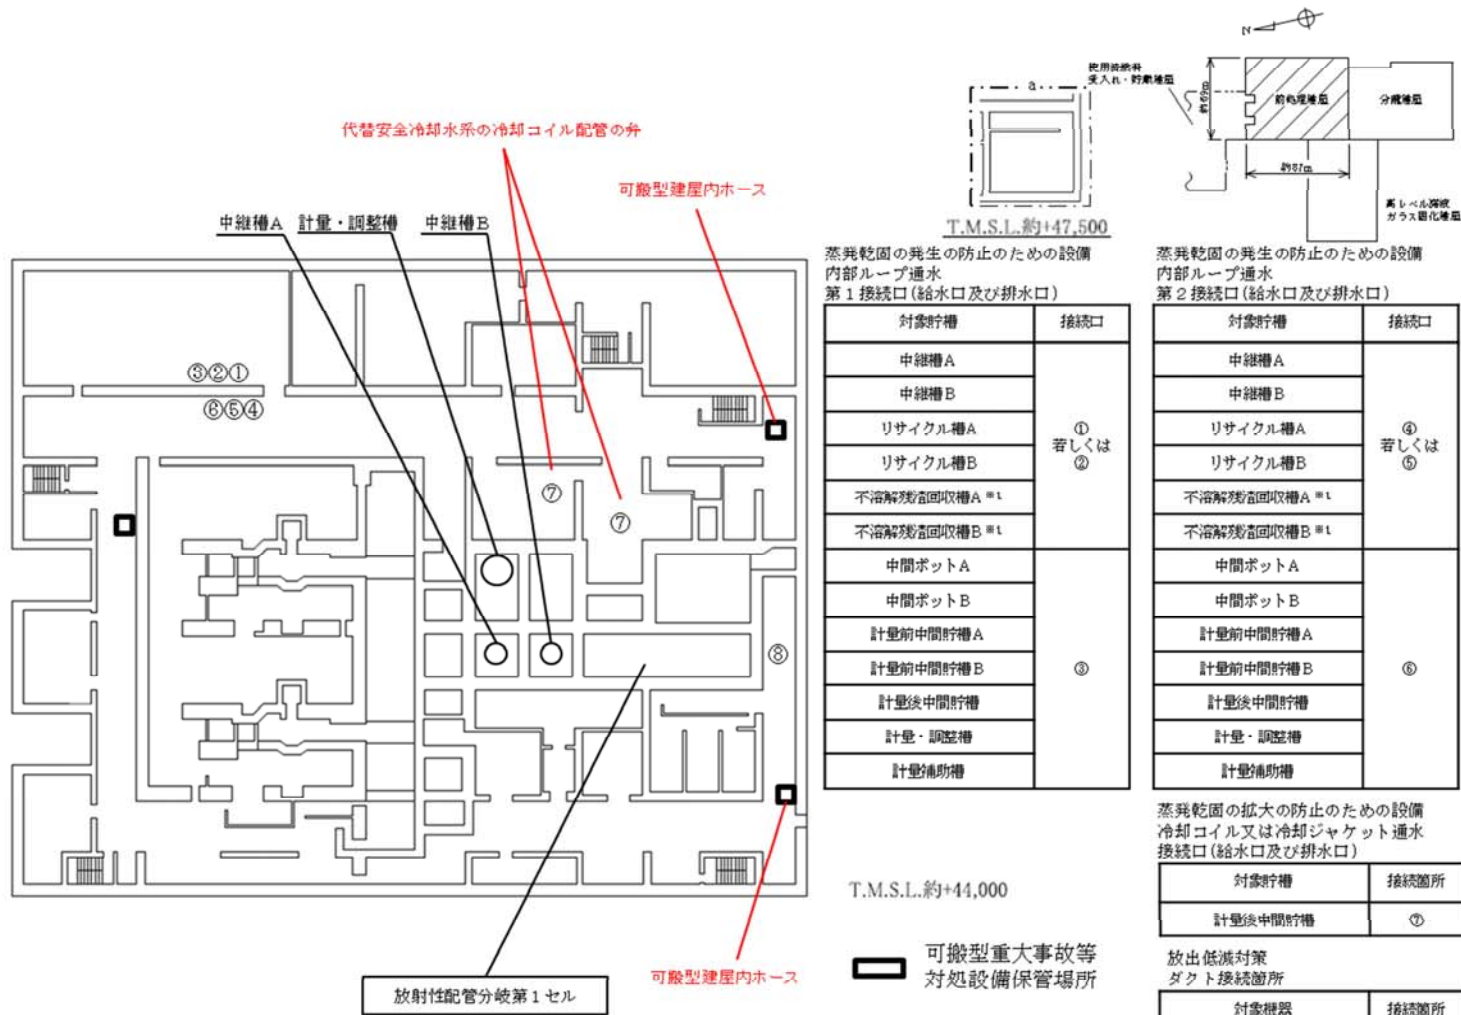 N
使用済燃料
受入れ・貯蔵建屋
約69m
前処理建屋
分離建屋
約87m
高レベル廃液
ガラス固化建屋
a
T.M.S.L.約+47,500
代替安全冷却水系の冷却コイル配管の弁
可搬型建屋内ホース
中継槽A
計量・調整槽
中継槽B
③②①
⑥⑤④
⑦
⑦
⑧
放射性配管分岐第1セル
可搬型建屋内ホース
蒸発乾固の発生の防止のための設備
内部ループ通水
第1接続口(給水口及び排水口)
対象貯槽 接続口
中継槽A
中継槽B
リサイクル槽A
リサイクル槽B
不溶解残渣回収槽A ※1
不溶解残渣回収槽B ※1
①
若しくは
②
中間ポットA
中間ポットB
計量前中間貯槽A
計量前中間貯槽B
計量後中間貯槽
計量・調整槽
計量補助槽
③
蒸発乾固の発生の防止のための設備
内部ループ通水
第2接続口(給水口及び排水口)
対象貯槽 接続口
中継槽A
中継槽B
リサイクル槽A
リサイクル槽B
不溶解残渣回収槽A ※1
不溶解残渣回収槽B ※1
④
若しくは
⑤
中間ポットA
中間ポットB
計量前中間貯槽A
計量前中間貯槽B
計量後中間貯槽
計量・調整槽
計量補助槽
⑥
T.M.S.L.約+44,000
可搬型重大事故等
対処設備保管場所
蒸発乾固の拡大の防止のための設備
冷却コイル又は冷却ジャケット通水
接続口(給水口及び排水口)
対象貯槽 接続箇所
計量後中間貯槽 ⑦
放出低減対策
ダクト接続箇所
対象機器 接続箇所